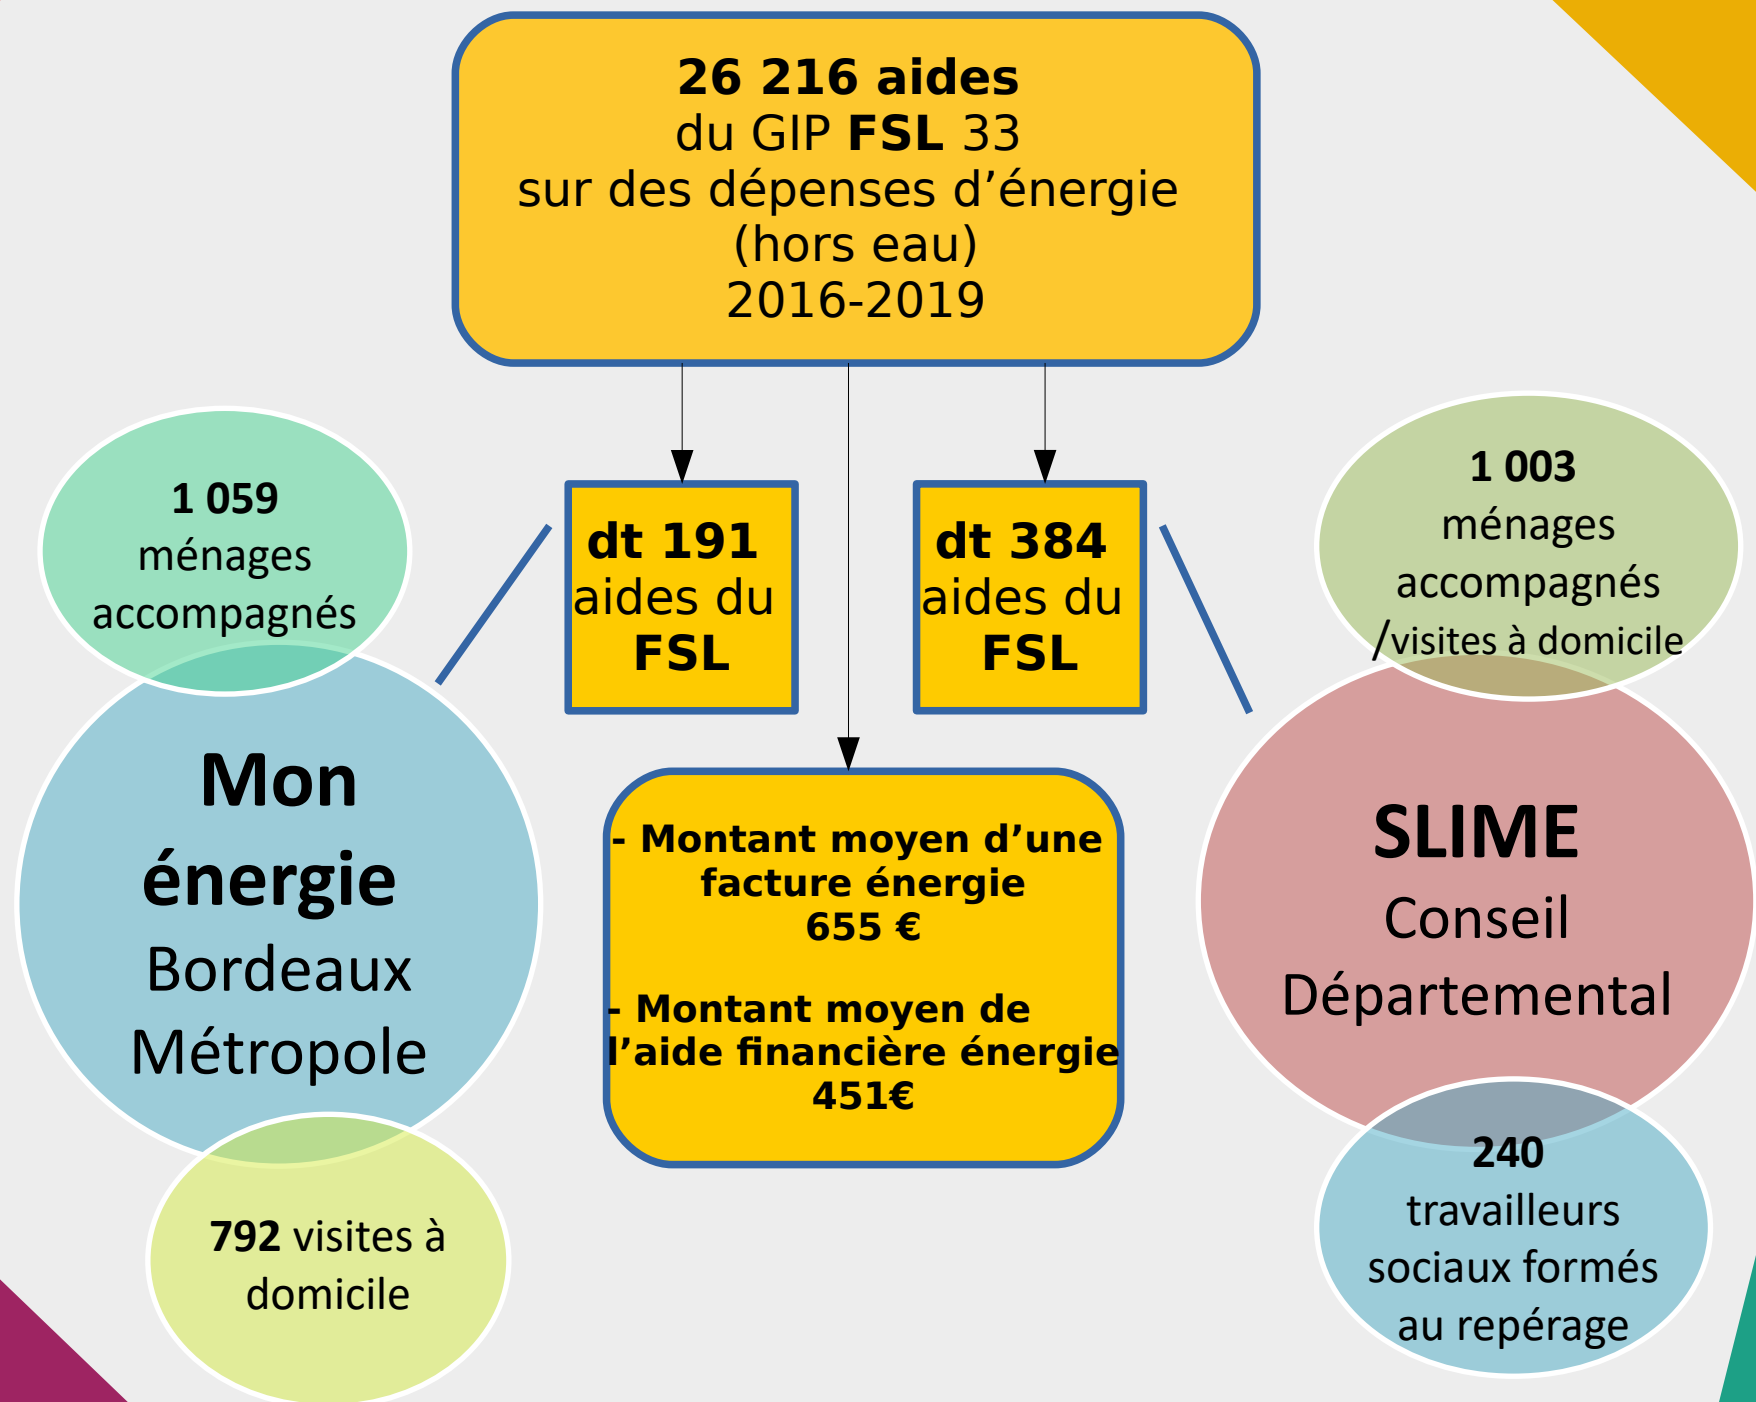 26 216 aides
du GIP FSL 33
sur des dépenses d’énergie
(hors eau)
2016-2019
1 059
ménages
accompagnés
Mon
énergie
Bordeaux
Métropole
792 visites à
domicile
dt 191
aides du
FSL
dt 384
aides du
FSL
- Montant moyen d’une
facture énergie
655 €
- Montant moyen de
l’aide financière énergie
451€
1 003
ménages
accompagnés
/visites à domicile
SLIME
Conseil
Départemental
240
travailleurs
sociaux formés
au repérage